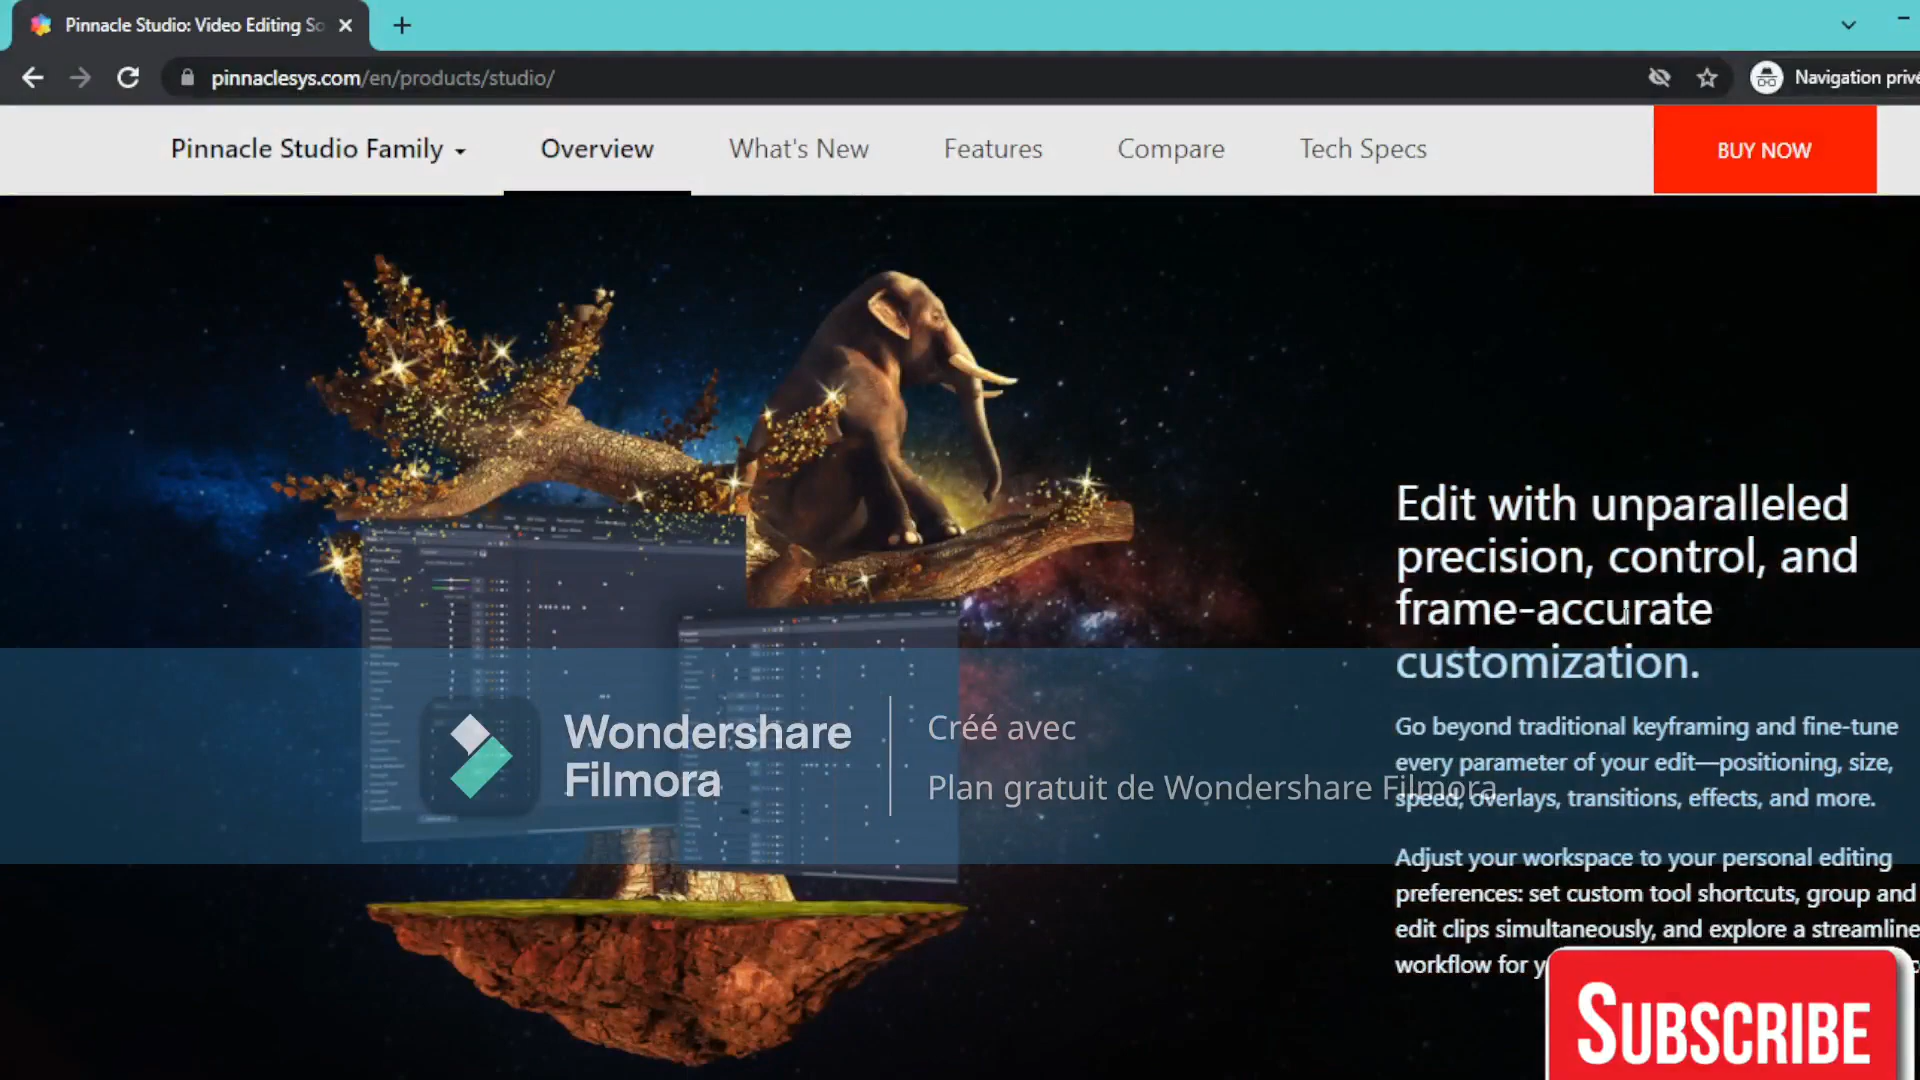 Pinnacle Studio: Video Editing So
pinnaclesys.com/en/products/studio/
Navigation privé
Pinnacle Studio Family
Overview
What's New
Features
Compare
Tech Specs
BUY NOW
Edit with unparalleled
precision, control, and
frame-accurate
customization.
Go beyond traditional keyframing and fine-tune
every parameter of your edit—positioning, size,
speed, overlays, transitions, effects, and more.
Adjust your workspace to your personal editing
preferences: set custom tool shortcuts, group and
edit clips simultaneously, and explore a streamline
workflow for y
Wondershare
Filmora
Créé avec
Plan gratuit de Wondershare Filmora
SUBSCRIBE